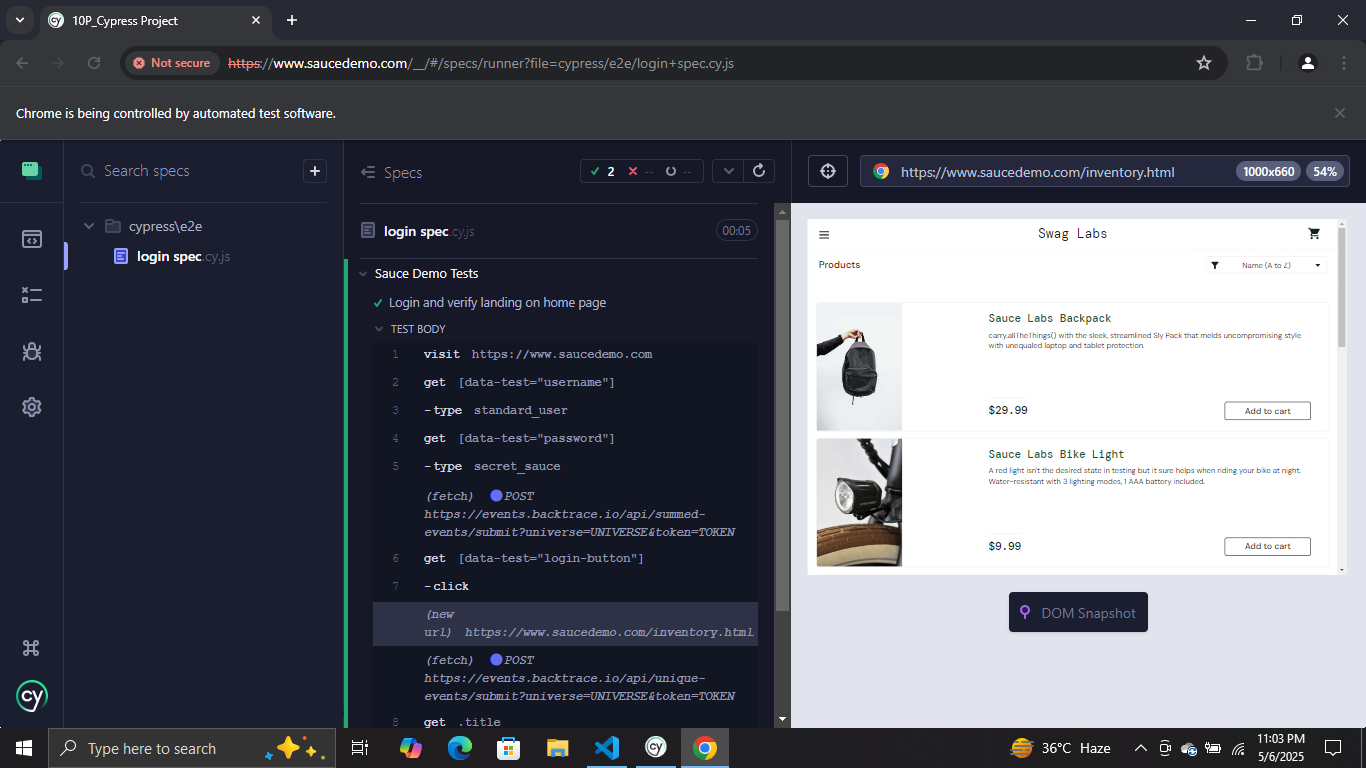 10P_Cypress Project
Not secure
https://www.saucedemo.com/__/#/specs/runner?file=cypress/e2e/login+spec.cy.js
Chrome is being controlled by automated test software.
Search specs
cypress\e2e
login spec.cy.js
cy
Specs
2 -- --
login spec.cy.js 00:05
Sauce Demo Tests
Login and verify landing on home page
TEST BODY
1 visit https://www.saucedemo.com
2 get [data-test="username"]
3 -type standard_user
4 get [data-test="password"]
5 -type secret_sauce
(fetch) POST
https://events.backtrace.io/api/summed-
events/submit?universe=UNIVERSE&token=TOKEN
6 get [data-test="login-button"]
7 -click
(new
url) https://www.saucedemo.com/inventory.html
(fetch) POST
https://events.backtrace.io/api/unique-
events/submit?universe=UNIVERSE&token=TOKEN
8 get .title
https://www.saucedemo.com/inventory.html 1000x660 54%
Swag Labs
Products Name (A to Z)
Sauce Labs Backpack
carry.allTheThings() with the sleek, streamlined Sly Pack that melds uncompromising style
with unequaled laptop and tablet protection.
$29.99 Add to cart
Sauce Labs Bike Light
A red light isn't the desired state in testing but it sure helps when riding your bike at night.
Water-resistant with 3 lighting modes, 1 AAA battery included.
$9.99 Add to cart
DOM Snapshot
Type here to search
cy
36°C Haze
11:03 PM
5/6/2025